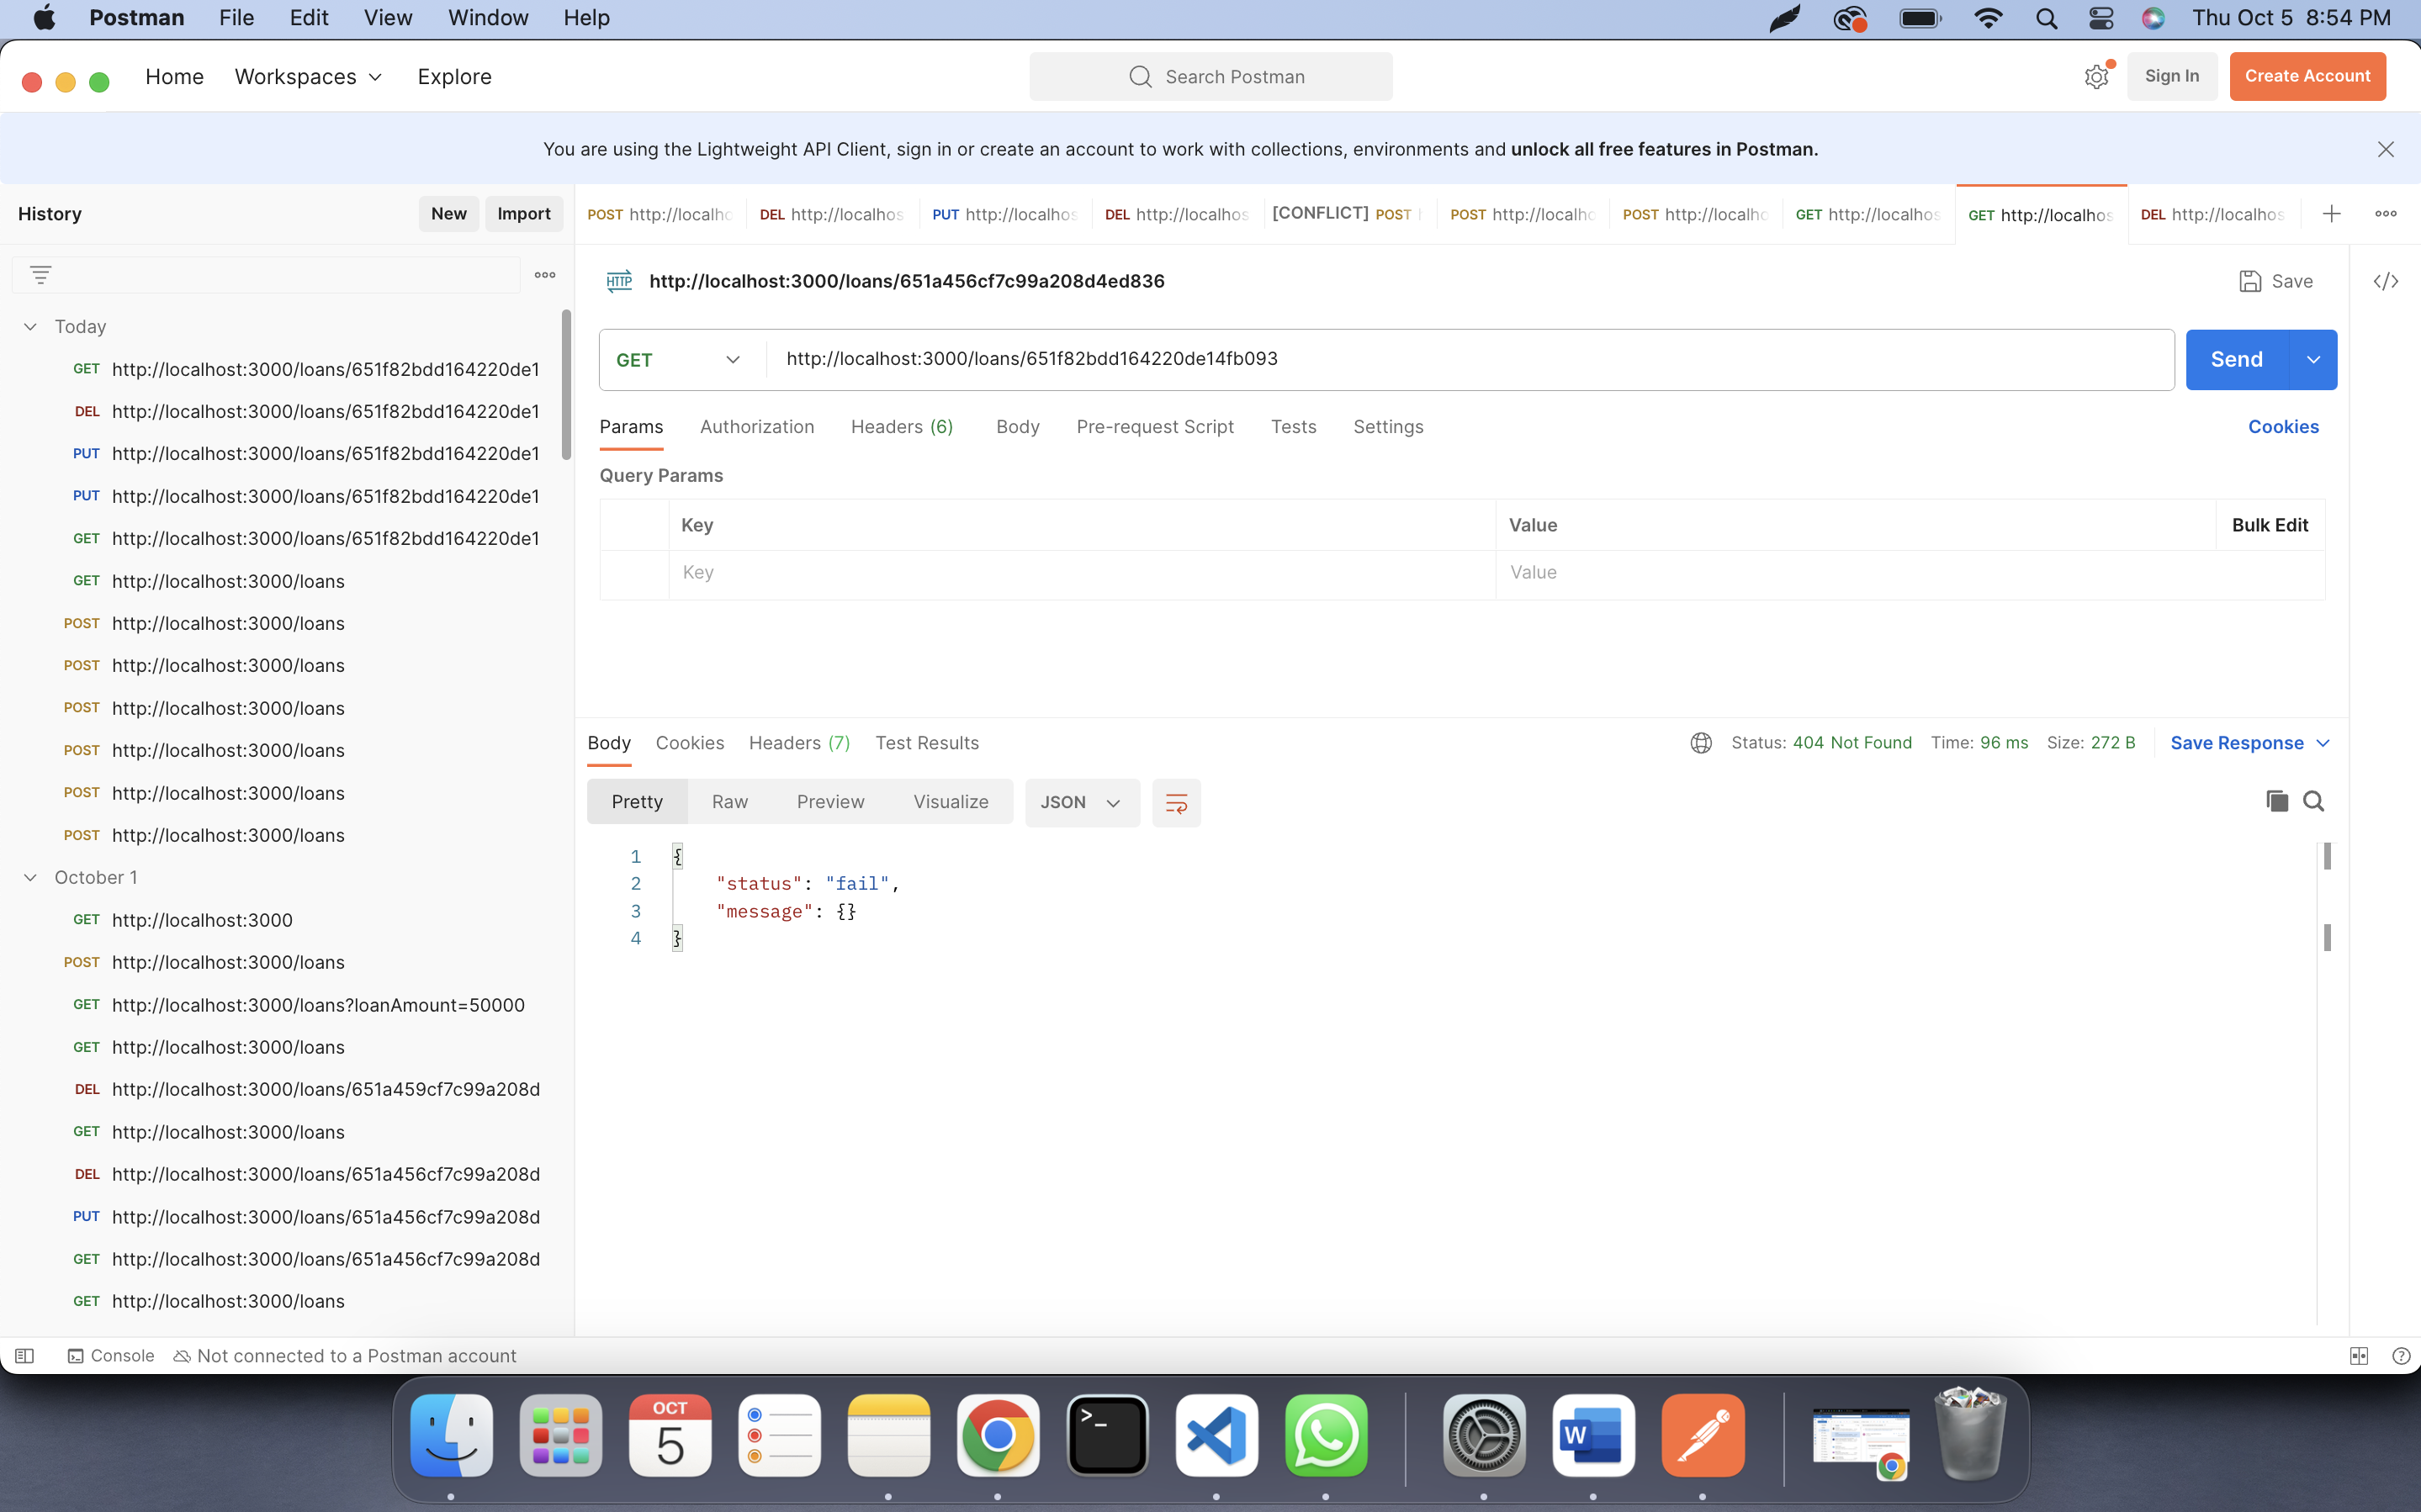 Postman File Edit View Window Help Thu Oct 5 8:54 PM
Home Workspaces Explore Search Postman Sign In Create Account
You are using the Lightweight API Client, sign in or create an account to work with collections, environments and unlock all free features in Postman.
History New Import
POST http://localho DEL http://localhos PUT http://localhos DEL http://localhos [CONFLICT] POST POST http://localho POST http://localho GET http://localhos GET http://localhos DEL http://localhos
Today
GET http://localhost:3000/loans/651f82bdd164220de1
DEL http://localhost:3000/loans/651f82bdd164220de1
PUT http://localhost:3000/loans/651f82bdd164220de1
PUT http://localhost:3000/loans/651f82bdd164220de1
GET http://localhost:3000/loans/651f82bdd164220de1
GET http://localhost:3000/loans
POST http://localhost:3000/loans
POST http://localhost:3000/loans
POST http://localhost:3000/loans
POST http://localhost:3000/loans
POST http://localhost:3000/loans
POST http://localhost:3000/loans
October 1
GET http://localhost:3000
POST http://localhost:3000/loans
GET http://localhost:3000/loans?loanAmount=50000
GET http://localhost:3000/loans
DEL http://localhost:3000/loans/651a459cf7c99a208d
GET http://localhost:3000/loans
DEL http://localhost:3000/loans/651a456cf7c99a208d
PUT http://localhost:3000/loans/651a456cf7c99a208d
GET http://localhost:3000/loans/651a456cf7c99a208d
GET http://localhost:3000/loans
HTTP http://localhost:3000/loans/651a456cf7c99a208d4ed836 Save </>
GET http://localhost:3000/loans/651f82bdd164220de14fb093 Send
Params Authorization Headers (6) Body Pre-request Script Tests Settings Cookies
Query Params
Key Value Bulk Edit
Key Value
Body Cookies Headers (7) Test Results Status: 404 Not Found Time: 96 ms Size: 272 B Save Response
Pretty Raw Preview Visualize JSON
1 {
2 "status": "fail",
3 "message": {}
4 }
Console Not connected to a Postman account
OCT
5
>_
W